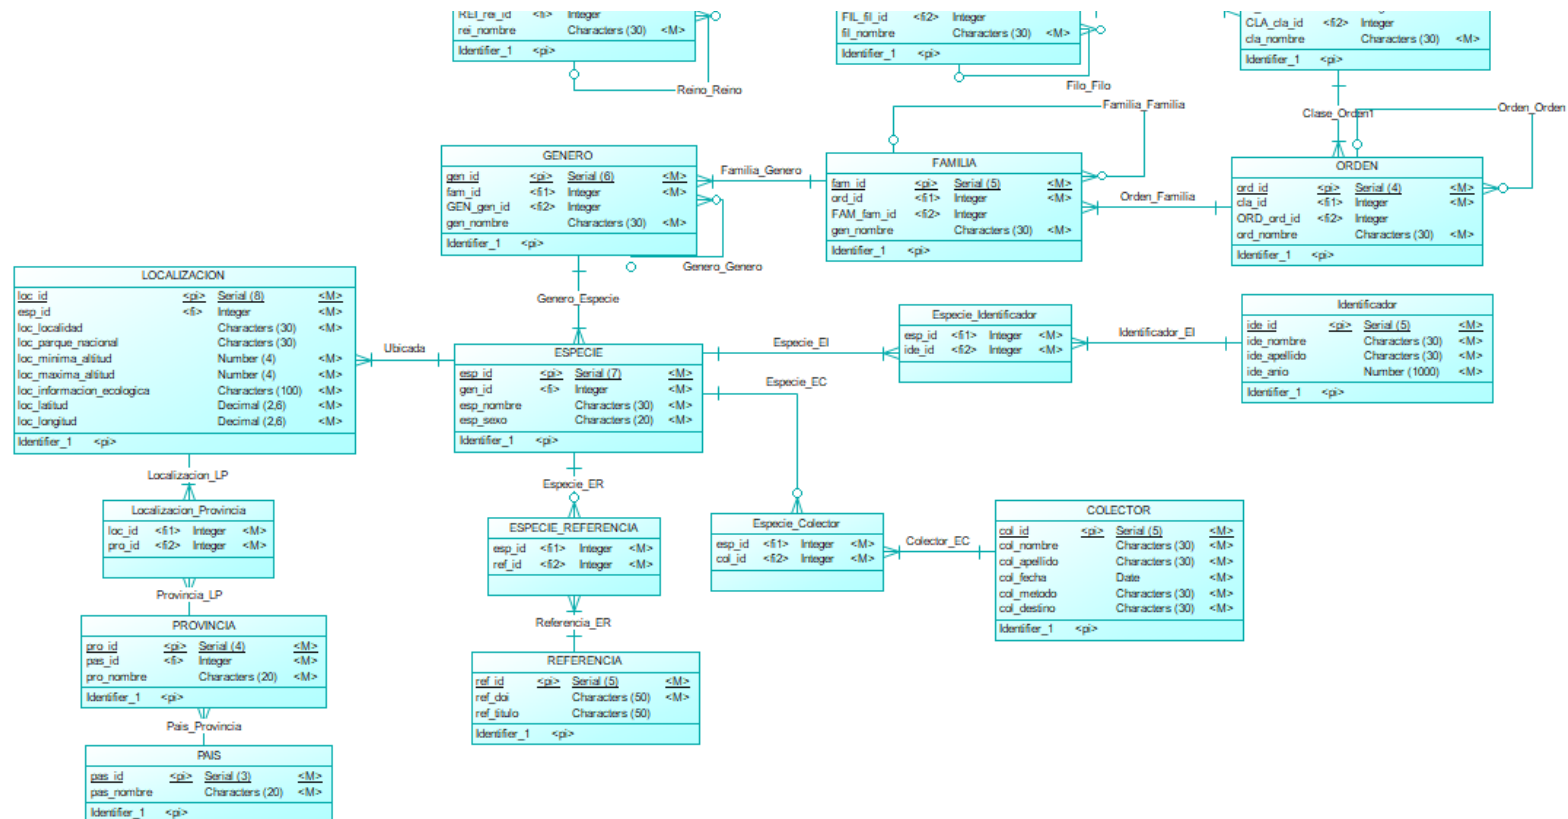 REI_rei_id <fi> Integer
rei_nombre Characters (30) <M>
Identifier_1 <pi>
Reino_Reino
FIL_fil_id <fi2> Integer
fil_nombre Characters (30) <M>
Identifier_1 <pi>
Filo_Filo
CLA_cla_id <fi2> Integer
cla_nombre Characters (30) <M>
Identifier_1 <pi>
Clase_Orden1
Familia_Familia
Orden_Orden
GENERO
gen_id <pi> Serial (6) <M>
fam_id <fi1> Integer <M>
GEN_gen_id <fi2> Integer
gen_nombre Characters (30) <M>
Identifier_1 <pi>
Familia_Genero
FAMILIA
fam_id <pi> Serial (5) <M>
ord_id <fi1> Integer <M>
FAM_fam_id <fi2> Integer
gen_nombre Characters (30) <M>
Identifier_1 <pi>
Orden_Familia
ORDEN
ord_id <pi> Serial (4) <M>
cla_id <fi1> Integer <M>
ORD_ord_id <fi2> Integer
ord_nombre Characters (30) <M>
Identifier_1 <pi>
Genero_Genero
Genero_Especie
LOCALIZACION
loc_id <pi> Serial (8) <M>
esp_id <fi> Integer <M>
loc_localidad Characters (30) <M>
loc_parque_nacional Characters (30)
loc_minima_altitud Number (4) <M>
loc_maxima_altitud Number (4) <M>
loc_informacion_ecologica Characters (100) <M>
loc_latitud Decimal (2,6) <M>
loc_longitud Decimal (2,6) <M>
Identifier_1 <pi>
Ubicada
ESPECIE
esp_id <pi> Serial (7) <M>
gen_id <fi> Integer <M>
esp_nombre Characters (30) <M>
esp_sexo Characters (20) <M>
Identifier_1 <pi>
Especie_EI
Especie_EC
Especie_Identificador
esp_id <fi1> Integer <M>
ide_id <fi2> Integer <M>
Identificador_EI
Identificador
ide_id <pi> Serial (5) <M>
ide_nombre Characters (30) <M>
ide_apellido Characters (30) <M>
ide_anio Number (1000) <M>
Identifier_1 <pi>
Localizacion_LP
Localizacion_Provincia
loc_id <fi1> Integer <M>
pro_id <fi2> Integer <M>
Provincia_LP
Especie_ER
ESPECIE_REFERENCIA
esp_id <fi1> Integer <M>
ref_id <fi2> Integer <M>
Referencia_ER
Especie_Colector
esp_id <fi1> Integer <M>
col_id <fi2> Integer <M>
Colector_EC
COLECTOR
col_id <pi> Serial (5) <M>
col_nombre Characters (30) <M>
col_apellido Characters (30) <M>
col_fecha Date <M>
col_metodo Characters (30) <M>
col_destino Characters (30) <M>
Identifier_1 <pi>
PROVINCIA
pro_id <pi> Serial (4) <M>
pas_id <fi> Integer <M>
pro_nombre Characters (20) <M>
Identifier_1 <pi>
Pais_Provincia
REFERENCIA
ref_id <pi> Serial (5) <M>
ref_doi Characters (50) <M>
ref_titulo Characters (50)
Identifier_1 <pi>
PAIS
pas_id <pi> Serial (3) <M>
pas_nombre Characters (20) <M>
Identifier_1 <pi>